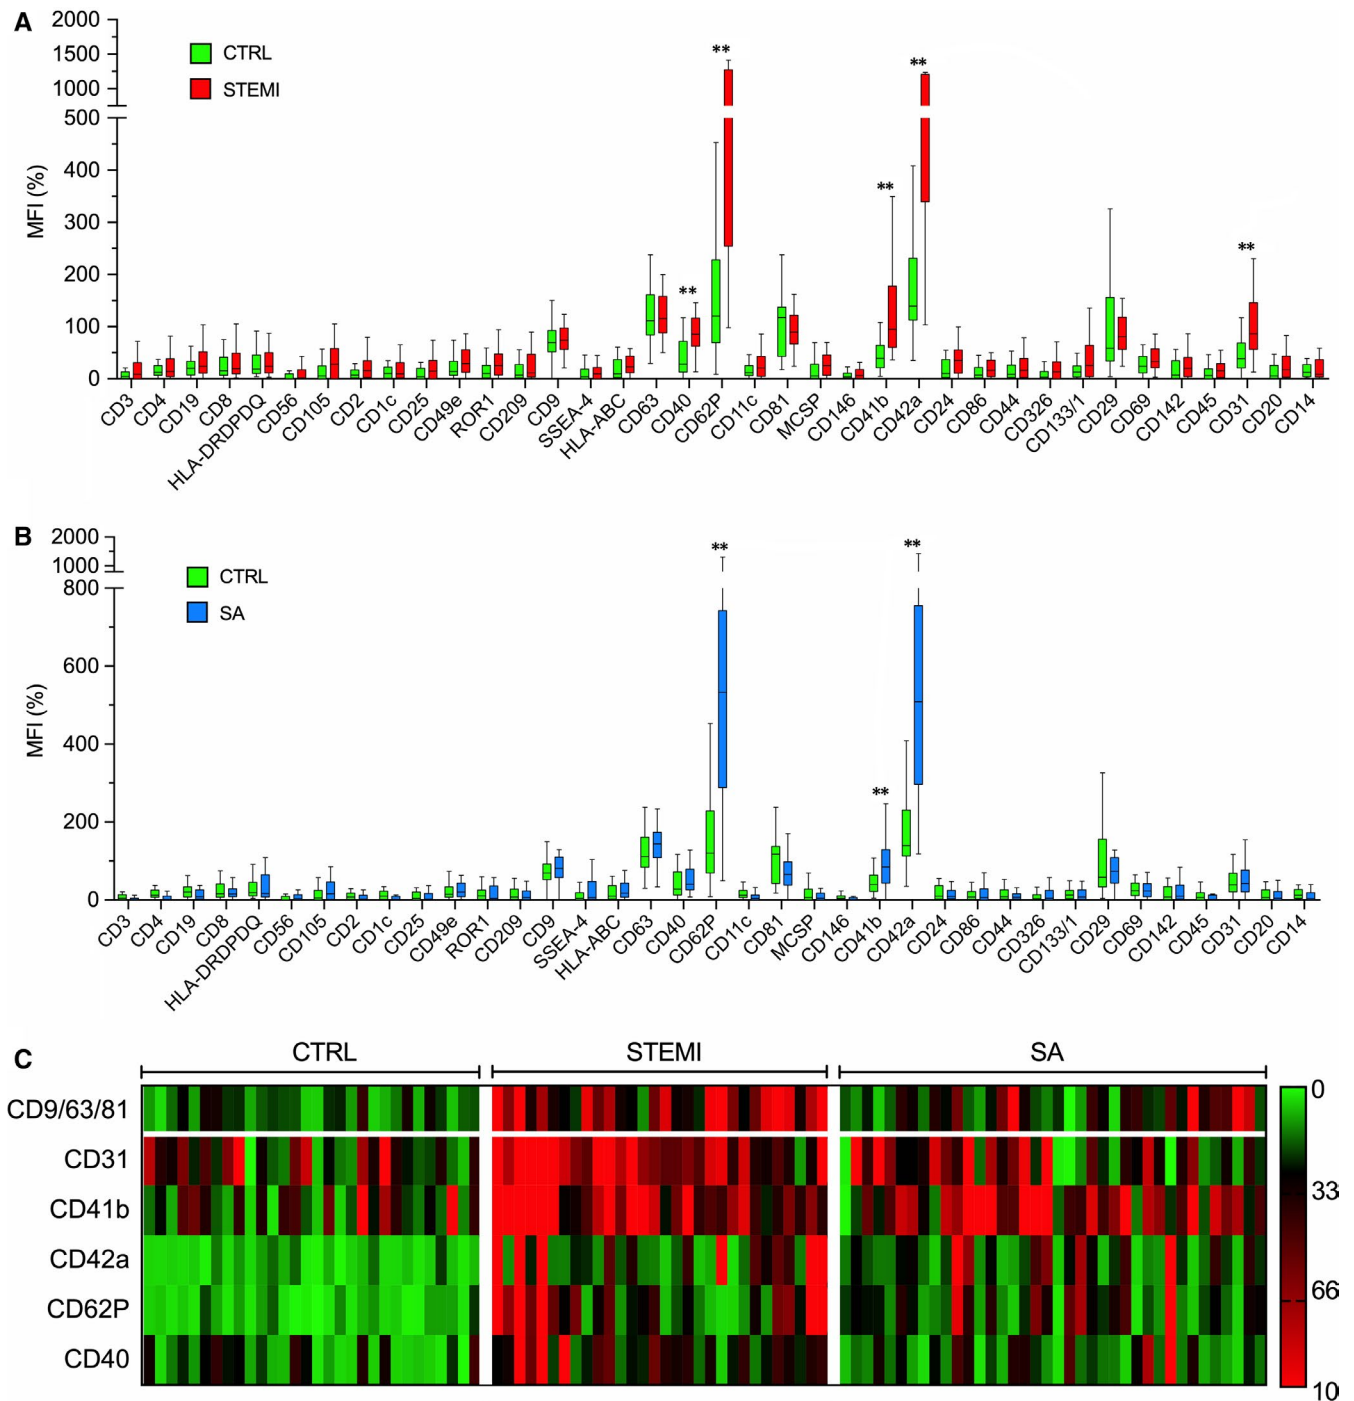 A
2000
1500
1000
500
400
300
200
100
0
MFI (%)
CTRL
STEMI
**
**
**
**
**
CD3
CD4
CD19
CD8
HLA-DRDPDQ
CD56
CD105
CD2
CD1c
CD25
CD49e
ROR1
CD209
CD9
SSEA-4
HLA-ABC
CD63
CD40
CD62P
CD11c
CD81
MCSP
CD146
CD41b
CD42a
CD24
CD86
CD44
CD326
CD133/1
CD29
CD69
CD142
CD45
CD31
CD20
CD14
B
2000
1000
800
600
400
200
0
MFI (%)
CTRL
SA
**
**
**
CD3
CD4
CD19
CD8
HLA-DRDPDQ
CD56
CD105
CD2
CD1c
CD25
CD49e
ROR1
CD209
CD9
SSEA-4
HLA-ABC
CD63
CD40
CD62P
CD11c
CD81
MCSP
CD146
CD41b
CD42a
CD24
CD86
CD44
CD326
CD133/1
CD29
CD69
CD142
CD45
CD31
CD20
CD14
C
CTRL STEMI SA
CD9/63/81
CD31
CD41b
CD42a
CD62P
CD40
0
33
66
10